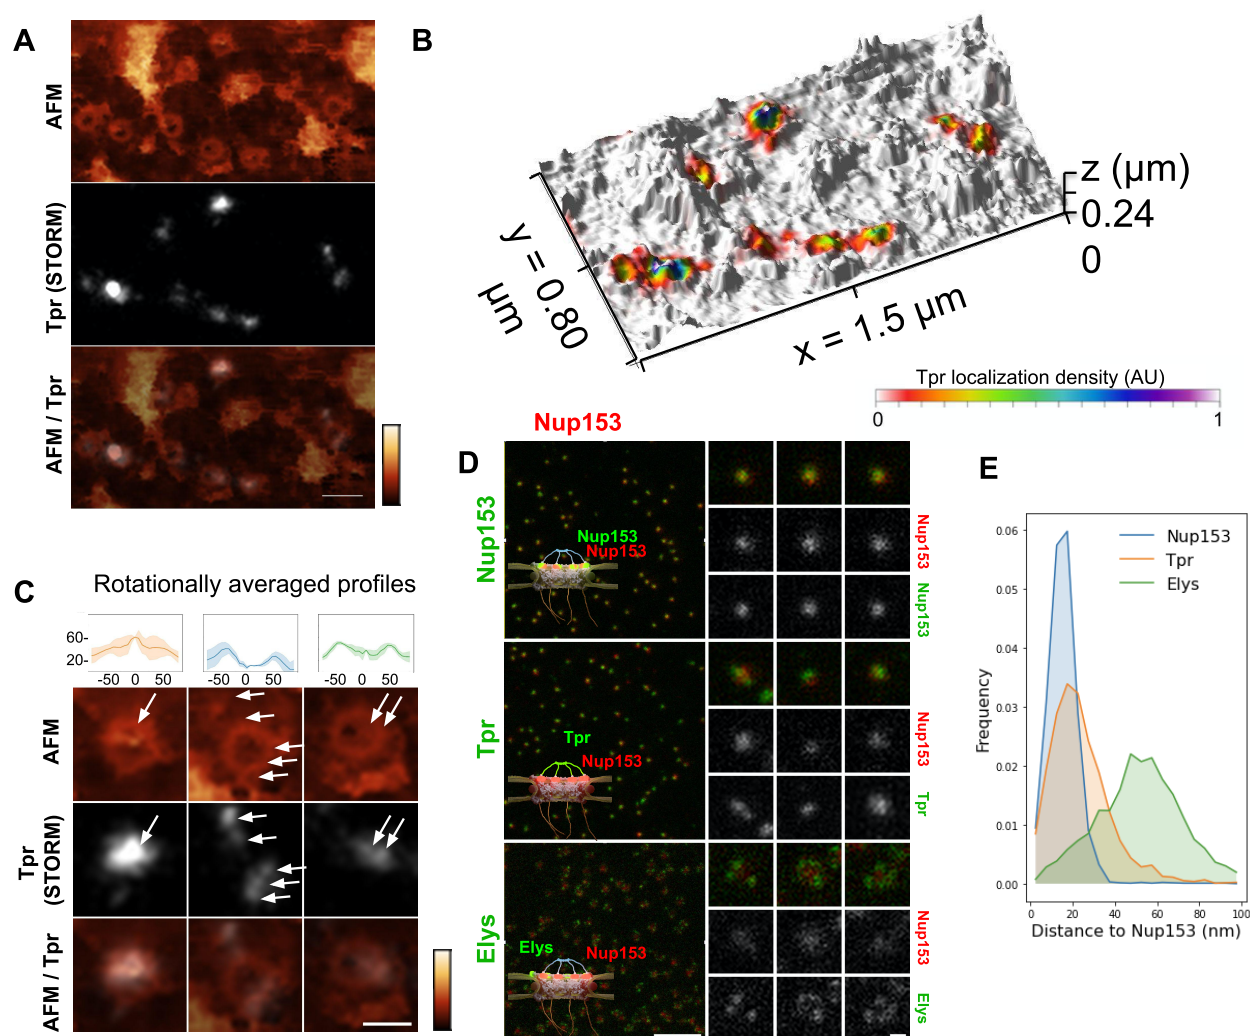 A
AFM
Tpr (STORM)
AFM / Tpr
B
y = 0.80
µm
x = 1.5 µm
z (µm)
0.24
0
Tpr localization density (AU)
0
1
C
Rotationally averaged profiles
60-
20-
-50 0 50
-50 0 50
-50 0 50
AFM
Tpr
(STORM)
AFM / Tpr
D
Nup153
Nup153
Nup153
Nup153
Nup153
Nup153
Tpr
Tpr
Nup153
Nup153
Tpr
Elys
Elys
Nup153
Nup153
Elys
E
Nup153
Tpr
Elys
Frequency
0.06
0.05
0.04
0.03
0.02
0.01
0.00
0 20 40 60 80 100
Distance to Nup153 (nm)